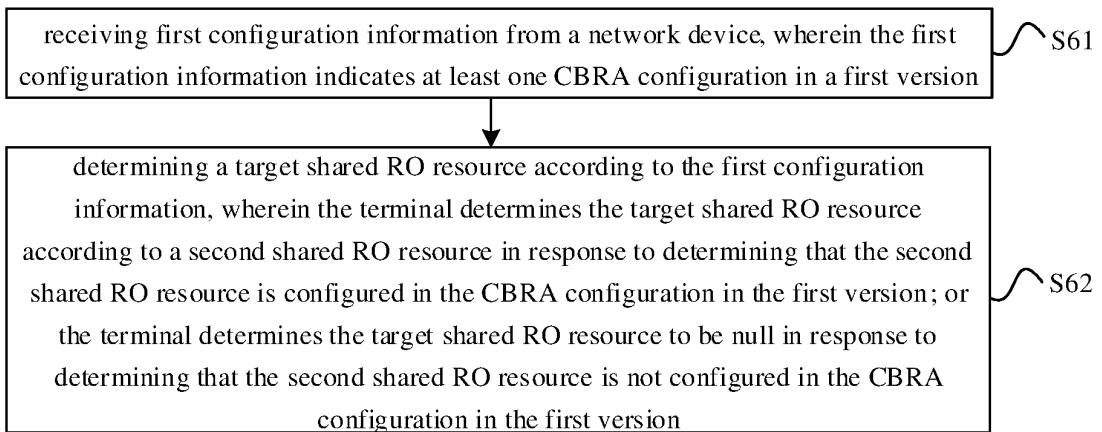 receiving first configuration information from a network device, wherein the first
configuration information indicates at least one CBRA configuration in a first version
S61
determining a target shared RO resource according to the first configuration
information, wherein the terminal determines the target shared RO resource
according to a second shared RO resource in response to determining that the second
shared RO resource is configured in the CBRA configuration in the first version; or
the terminal determines the target shared RO resource to be null in response to
determining that the second shared RO resource is not configured in the CBRA
configuration in the first version
S62